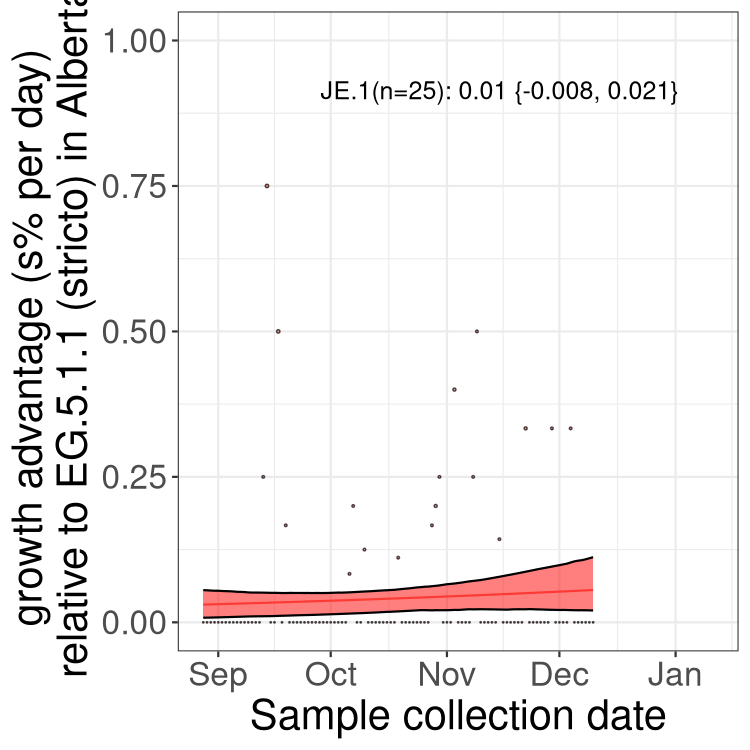 growth advantage (s% per day)
relative to EG.5.1.1 (stricto) in Alberta
1.00
0.75
0.50
0.25
0.00
JE.1(n=25): 0.01 {-0.008, 0.021}
Sep Oct Nov Dec Jan
Sample collection date